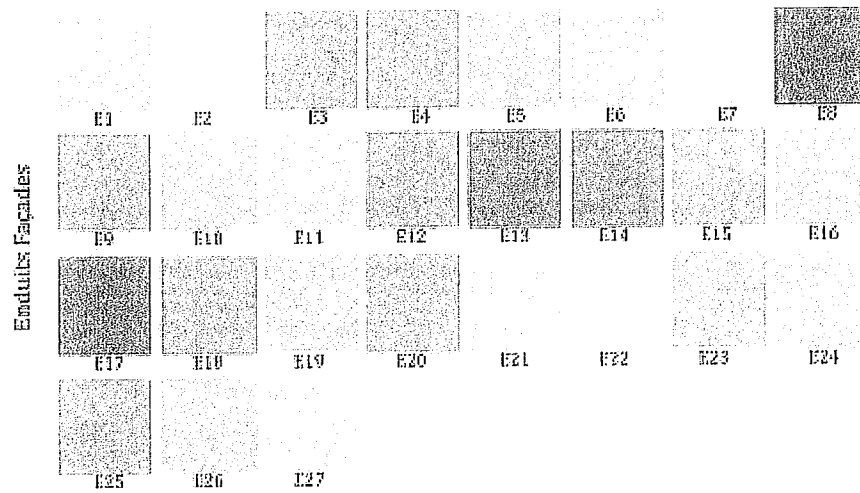 Enduits Façades
E1 E2 E3 E4 E5 E6 E7 E8
E9 E10 E11 E12 E13 E14 E15 E16
E17 E18 E19 E20 E21 E22 E23 E24
E25 E26 E27